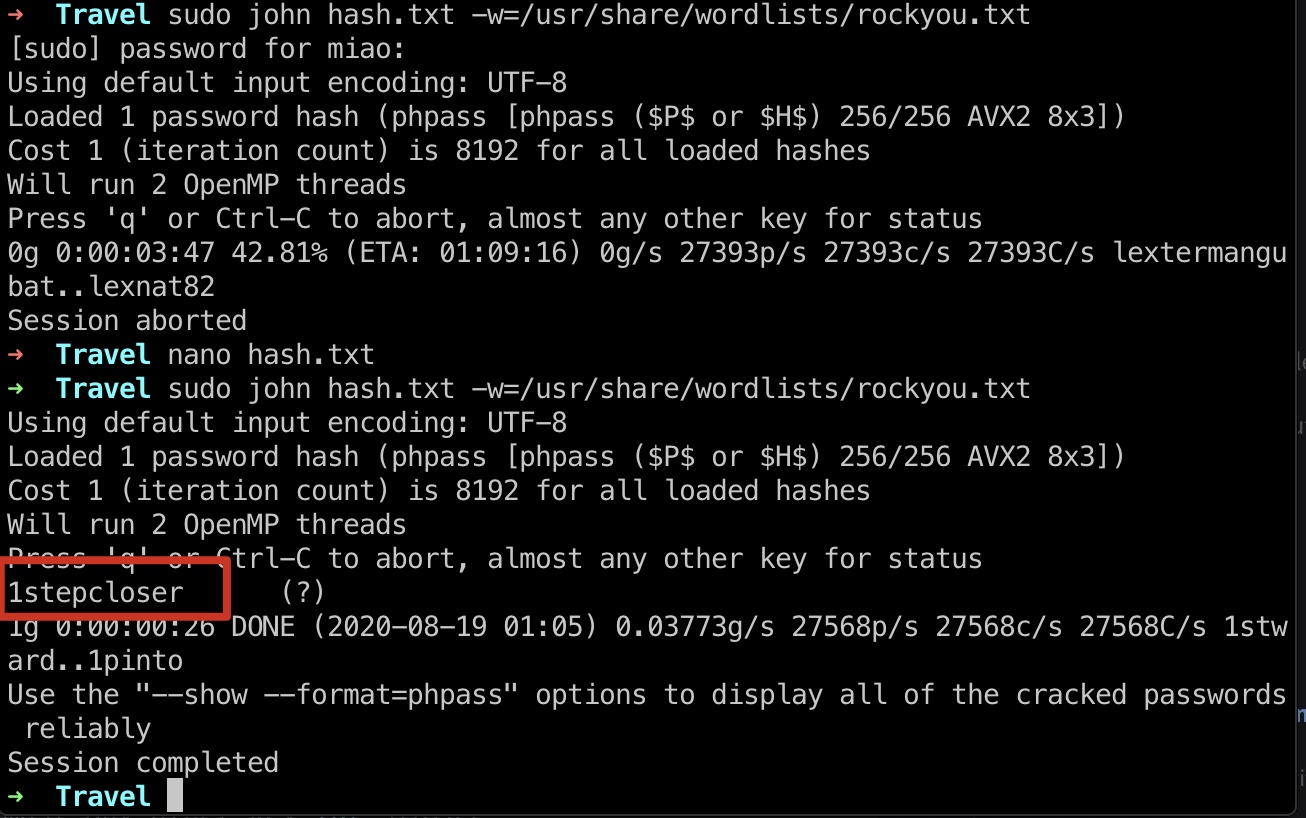 →  Travel sudo john hash.txt -w=/usr/share/wordlists/rockyou.txt
[sudo] password for miao:
Using default input encoding: UTF-8
Loaded 1 password hash (phpass [phpass ($P$ or $H$) 256/256 AVX2 8x3])
Cost 1 (iteration count) is 8192 for all loaded hashes
Will run 2 OpenMP threads
Press 'q' or Ctrl-C to abort, almost any other key for status
0g 0:00:03:47 42.81% (ETA: 01:09:16) 0g/s 27393p/s 27393c/s 27393C/s lextermangu
bat..lexnat82
Session aborted
→  Travel nano hash.txt
→  Travel sudo john hash.txt -w=/usr/share/wordlists/rockyou.txt
Using default input encoding: UTF-8
Loaded 1 password hash (phpass [phpass ($P$ or $H$) 256/256 AVX2 8x3])
Cost 1 (iteration count) is 8192 for all loaded hashes
Will run 2 OpenMP threads
Press 'q' or Ctrl-C to abort, almost any other key for status
1stepcloser      (?)
1g 0:00:00:26 DONE (2020-08-19 01:05) 0.03773g/s 27568p/s 27568c/s 27568C/s 1stw
ard..1pinto
Use the "--show --format=phpass" options to display all of the cracked passwords
 reliably
Session completed
→  Travel